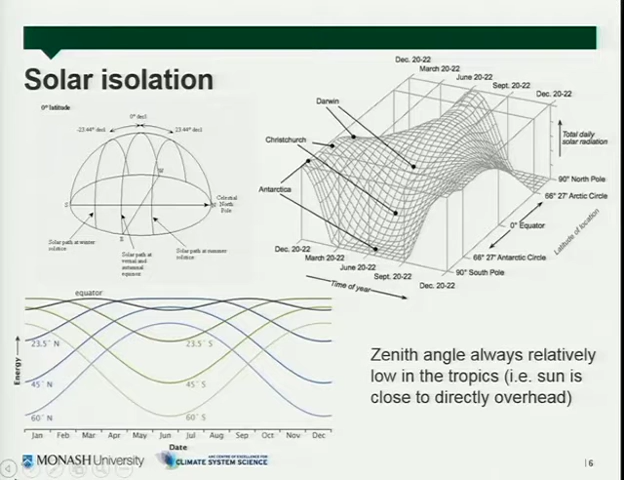 Solar isolation
0° latitude
0° decl.
-23.44° decl.
23.44° decl.
Celestial
North
Pole
S
N
W
E
Solar path at winter
solstice.
Solar path at
vernal and
autumnal
equinox
Solar path at summer
solstice.
Dec. 20-22
March 20-22
June 20-22
Sept. 20-22
Dec. 20-22
Darwin
Christchurch
Antarctica
Total daily
solar radiation
90° North Pole
66° 27' Arctic Circle
0° Equator
66° 27' Antarctic Circle
90° South Pole
Latitude of location
Dec. 20-22
March 20-22
June 20-22
Sept. 20-22
Dec. 20-22
Time of year
equator
23.5° N
23.5° S
45° N
45° S
60° N
60° S
Energy
Jan Feb Mar Apr May Jun Jul Aug Sep Oct Nov Dec
Date
Zenith angle always relatively
low in the tropics (i.e. sun is
close to directly overhead)
MONASH University
ARC CENTRE OF EXCELLENCE FOR
CLIMATE SYSTEM SCIENCE
6